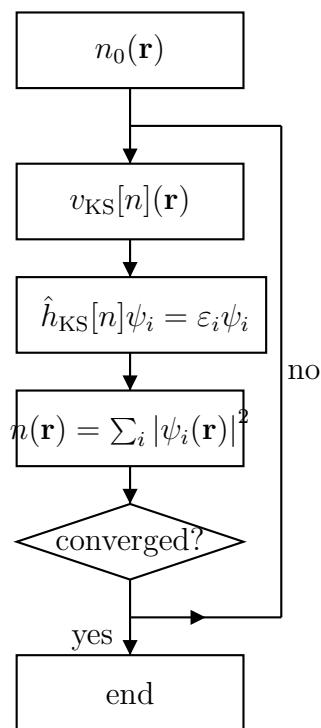 n₀(𝐫)
v_KS[n](𝐫)
ĥ_KS[n]ψᵢ = εᵢψᵢ
no
n(𝐫) = ∑ᵢ |ψᵢ(𝐫)|²
converged?
yes
end